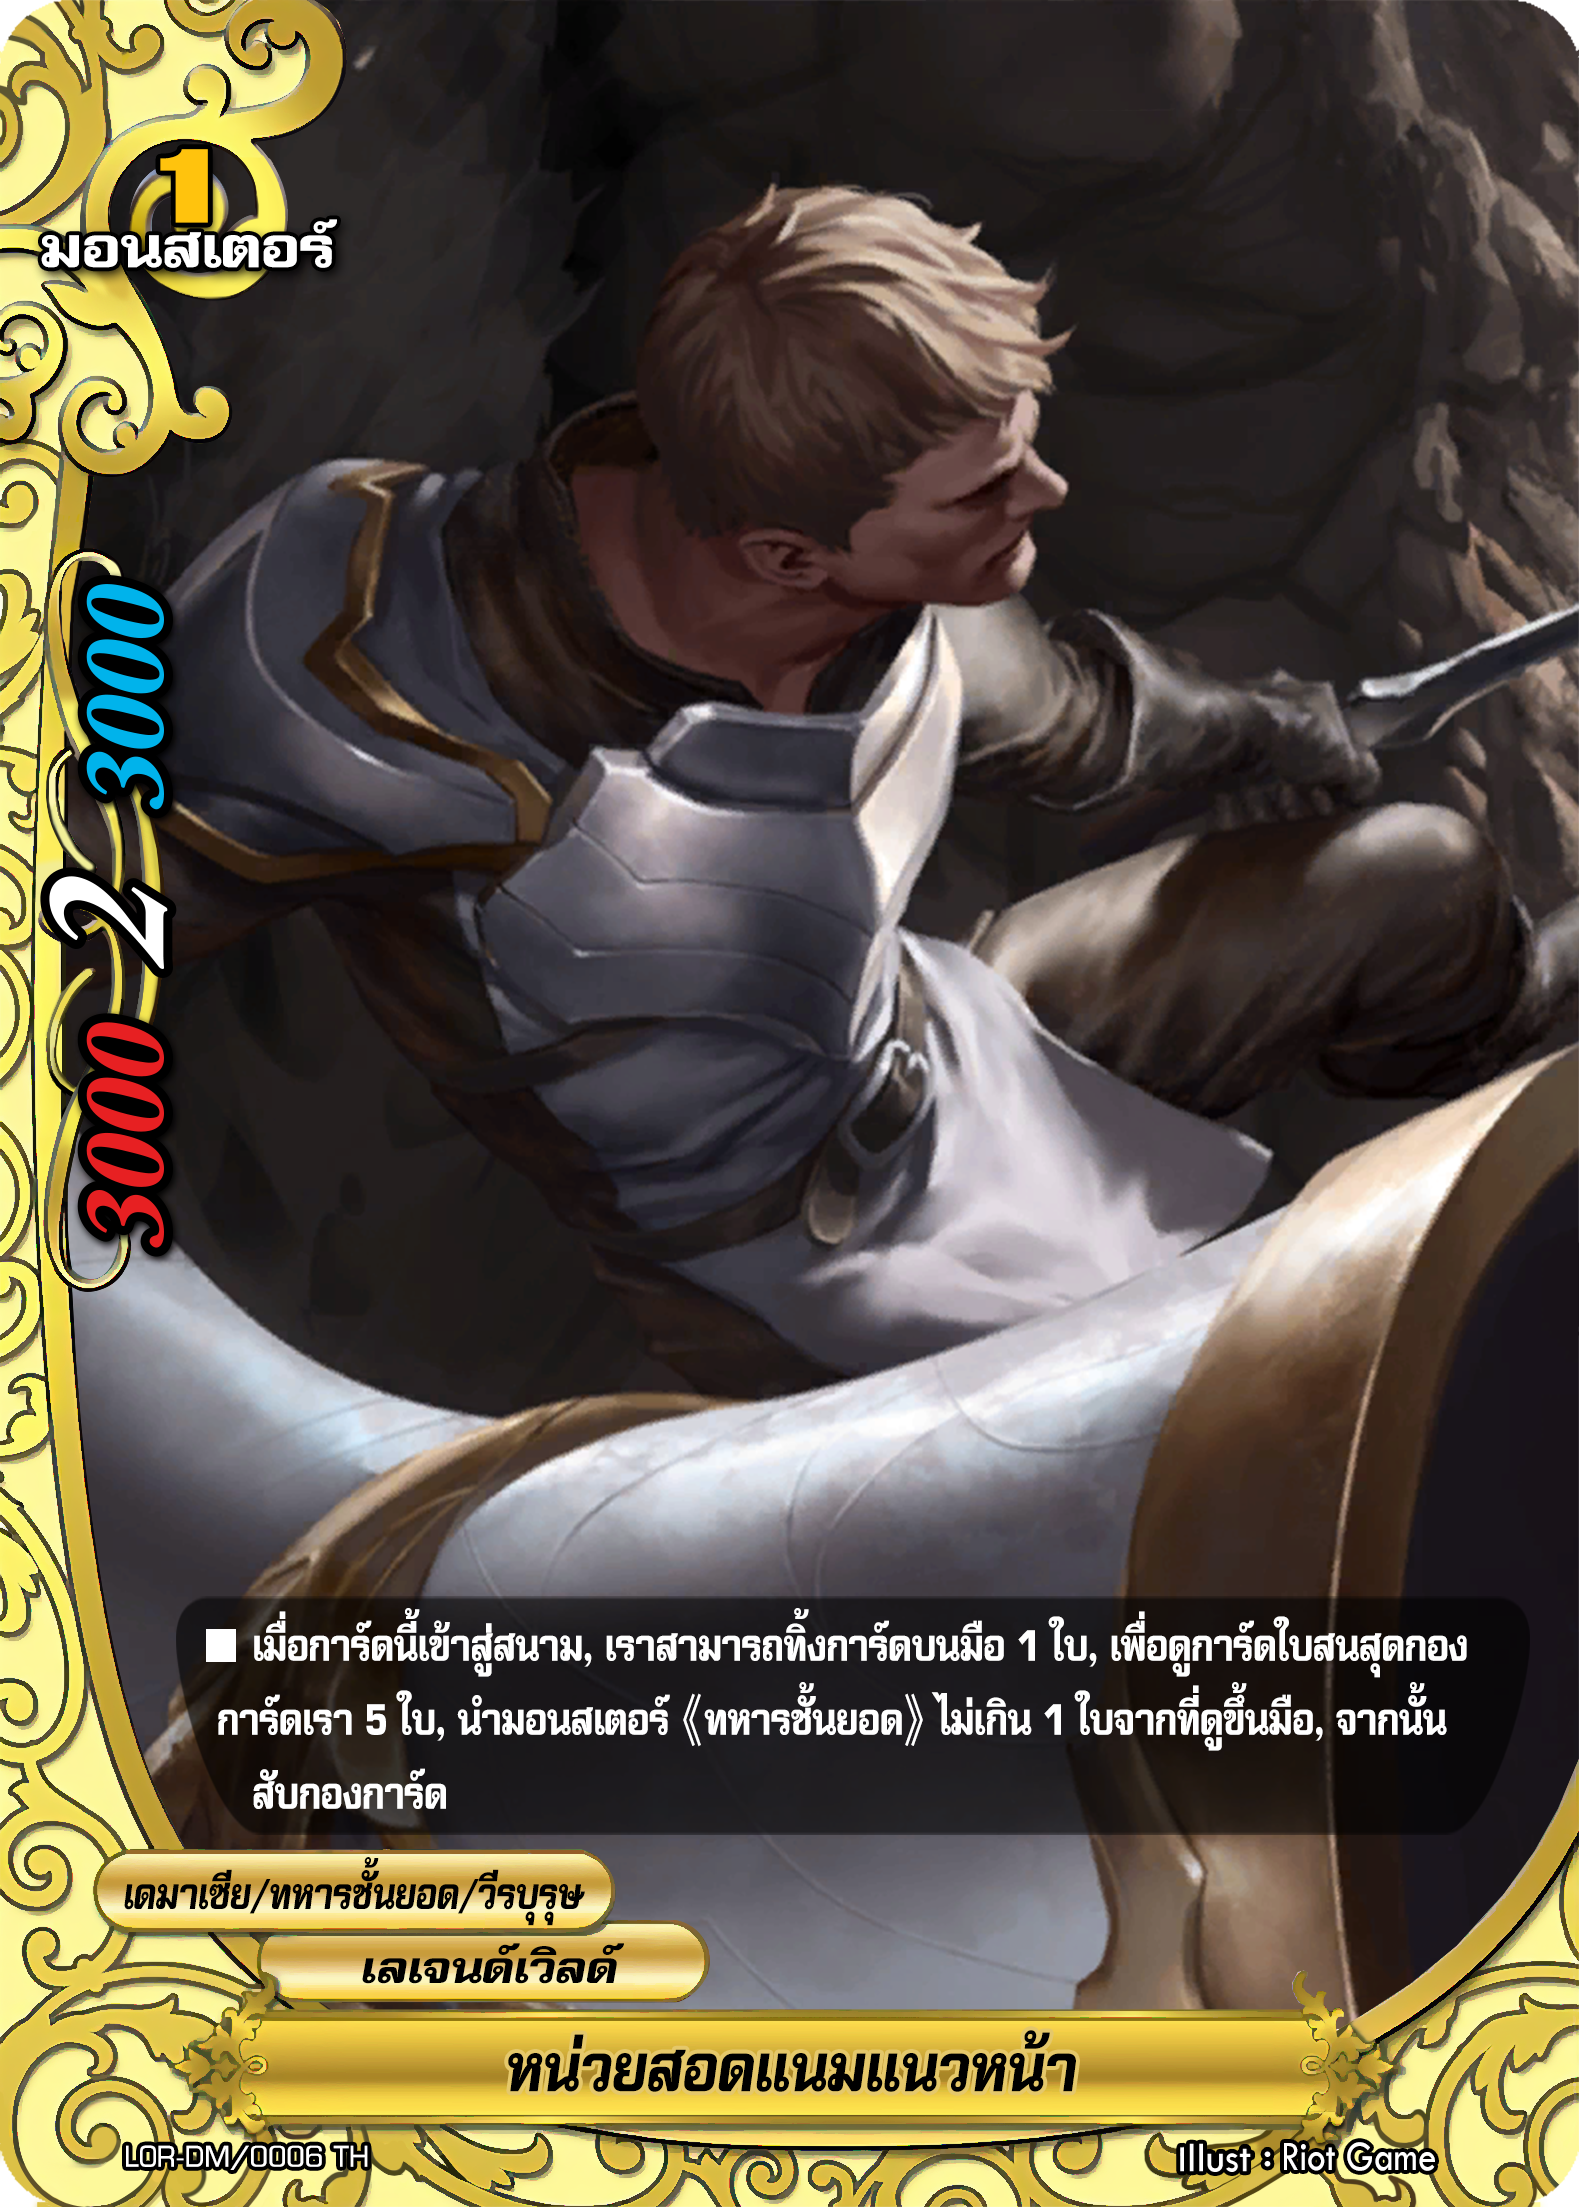 1
มอนสเตอร์
3000
2
3000
■ เมื่อการ์ดนี้เข้าสู่สนาม, เราสามารถทิ้งการ์ดบนมือ 1 ใบ, เพื่อดูการ์ดใบสนสุดกอง
การ์ดเรา 5 ใบ, นำมอนสเตอร์ 《ทหารชั้นยอด》 ไม่เกิน 1 ใบจากที่ดูขึ้นมือ, จากนั้น
สับกองการ์ด
เดมาเซีย/ทหารชั้นยอด/วีรบุรุษ
เลเจนด์เวิลด์
หน่วยสอดแนมแนวหน้า
LOR-DM/0006 TH
Illust : Riot Game